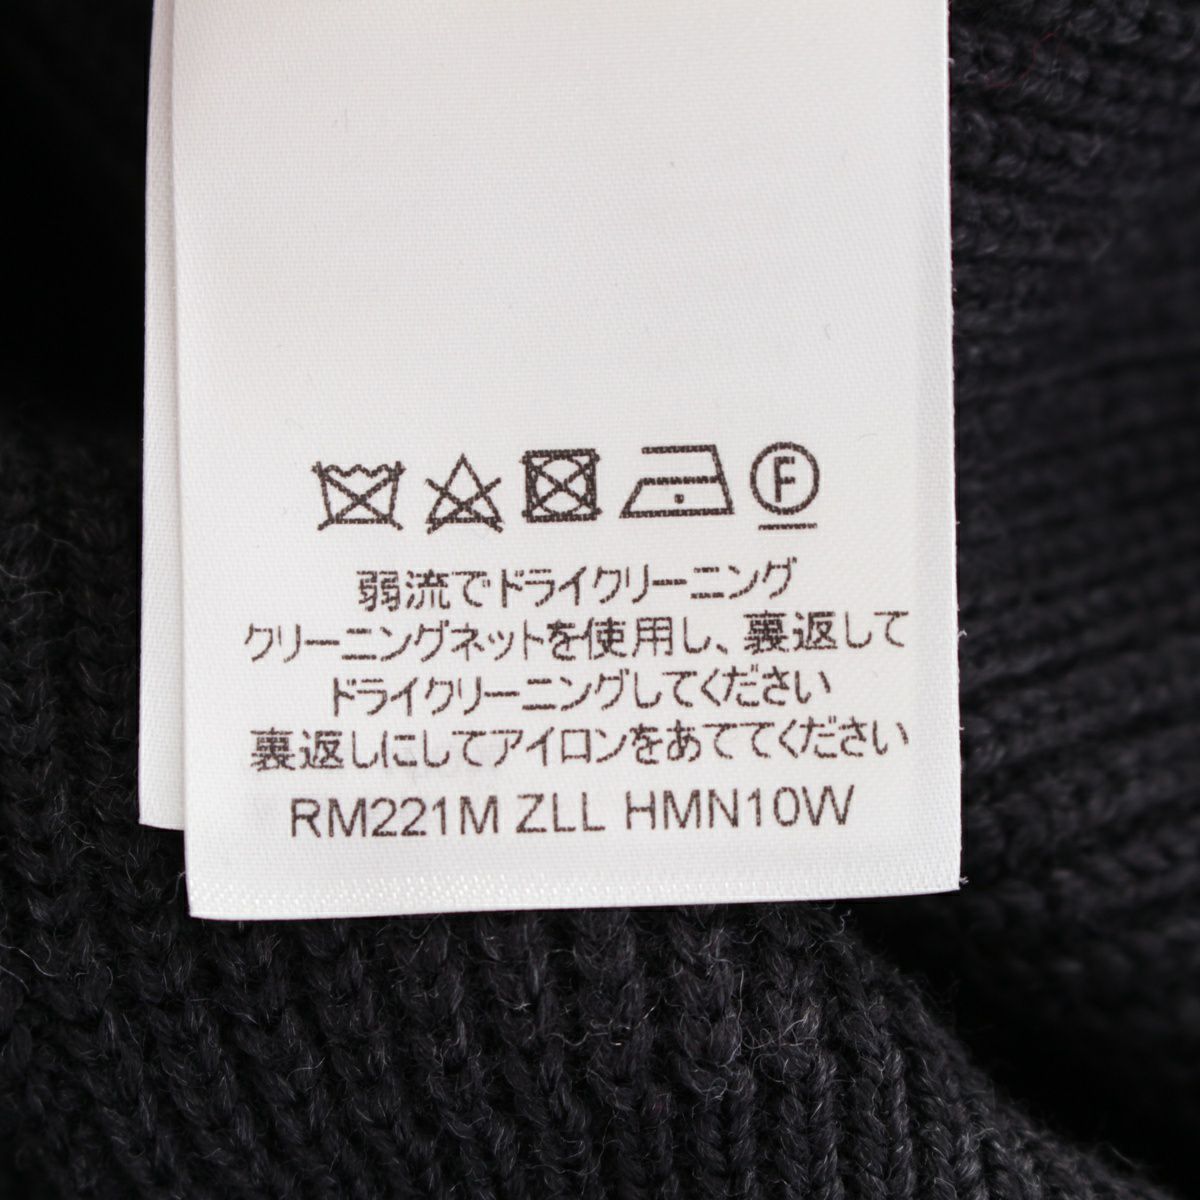 F
弱流でドライクリーニング
クリーニングネットを使用し、裏返して
ドライクリーニングしてください
裏返しにしてアイロンをあててください
RM221M ZLL HMN10W